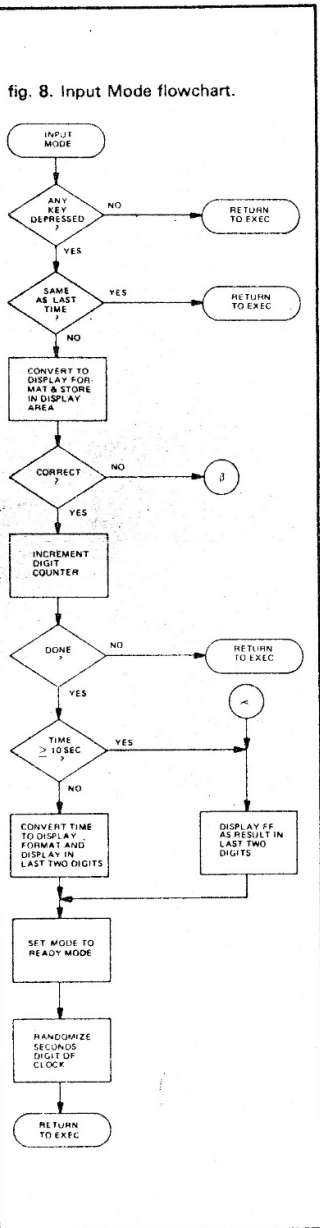 fig. 8. Input Mode flowchart.
INPUT
MODE
ANY
KEY
DEPRESSED
?
NO
RETURN
TO EXEC
YES
SAME
AS LAST
TIME
?
YES
RETURN
TO EXEC
NO
CONVERT TO
DISPLAY FOR-
MAT & STORE
IN DISPLAY
AREA
CORRECT
?
NO
β
YES
INCREMENT
DIGIT
COUNTER
DONE
?
NO
RETURN
TO EXEC
YES
∝
TIME
≥ 10 SEC
?
YES
NO
CONVERT TIME
TO DISPLAY
FORMAT AND
DISPLAY IN
LAST TWO DIGITS
DISPLAY FF
AS RESULT IN
LAST TWO
DIGITS
SET MODE TO
READY MODE
RANDOMIZE
SECONDS
DIGIT OF
CLOCK
RETURN
TO EXEC